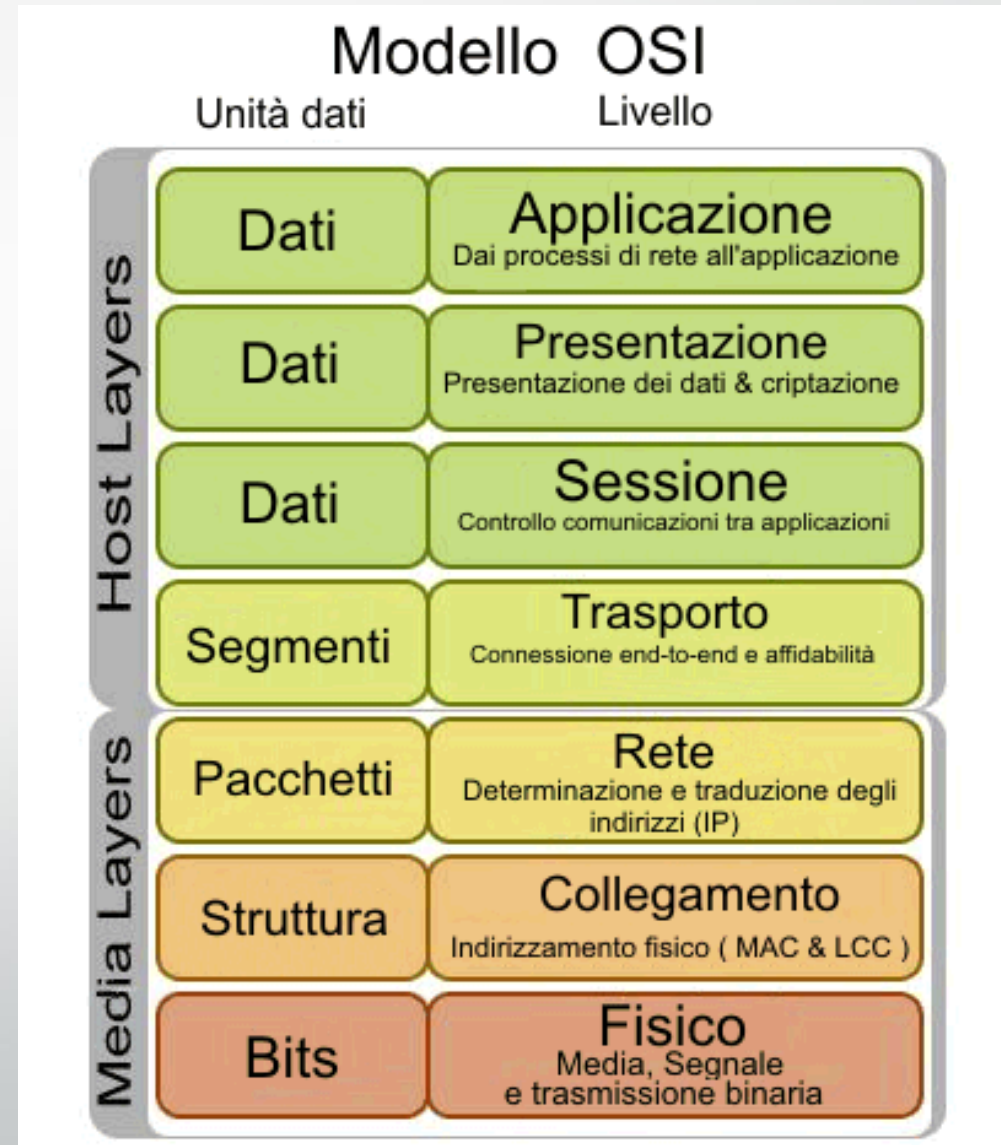 Modello OSI
Unità dati
Livello
Host Layers
Dati
Applicazione
Dai processi di rete all'applicazione
Dati
Presentazione
Presentazione dei dati & criptazione
Dati
Sessione
Controllo comunicazioni tra applicazioni
Segmenti
Trasporto
Connessione end-to-end e affidabilità
Media Layers
Pacchetti
Rete
Determinazione e traduzione degli
indirizzi (IP)
Struttura
Collegamento
Indirizzamento fisico ( MAC & LCC )
Bits
Fisico
Media, Segnale
e trasmissione binaria